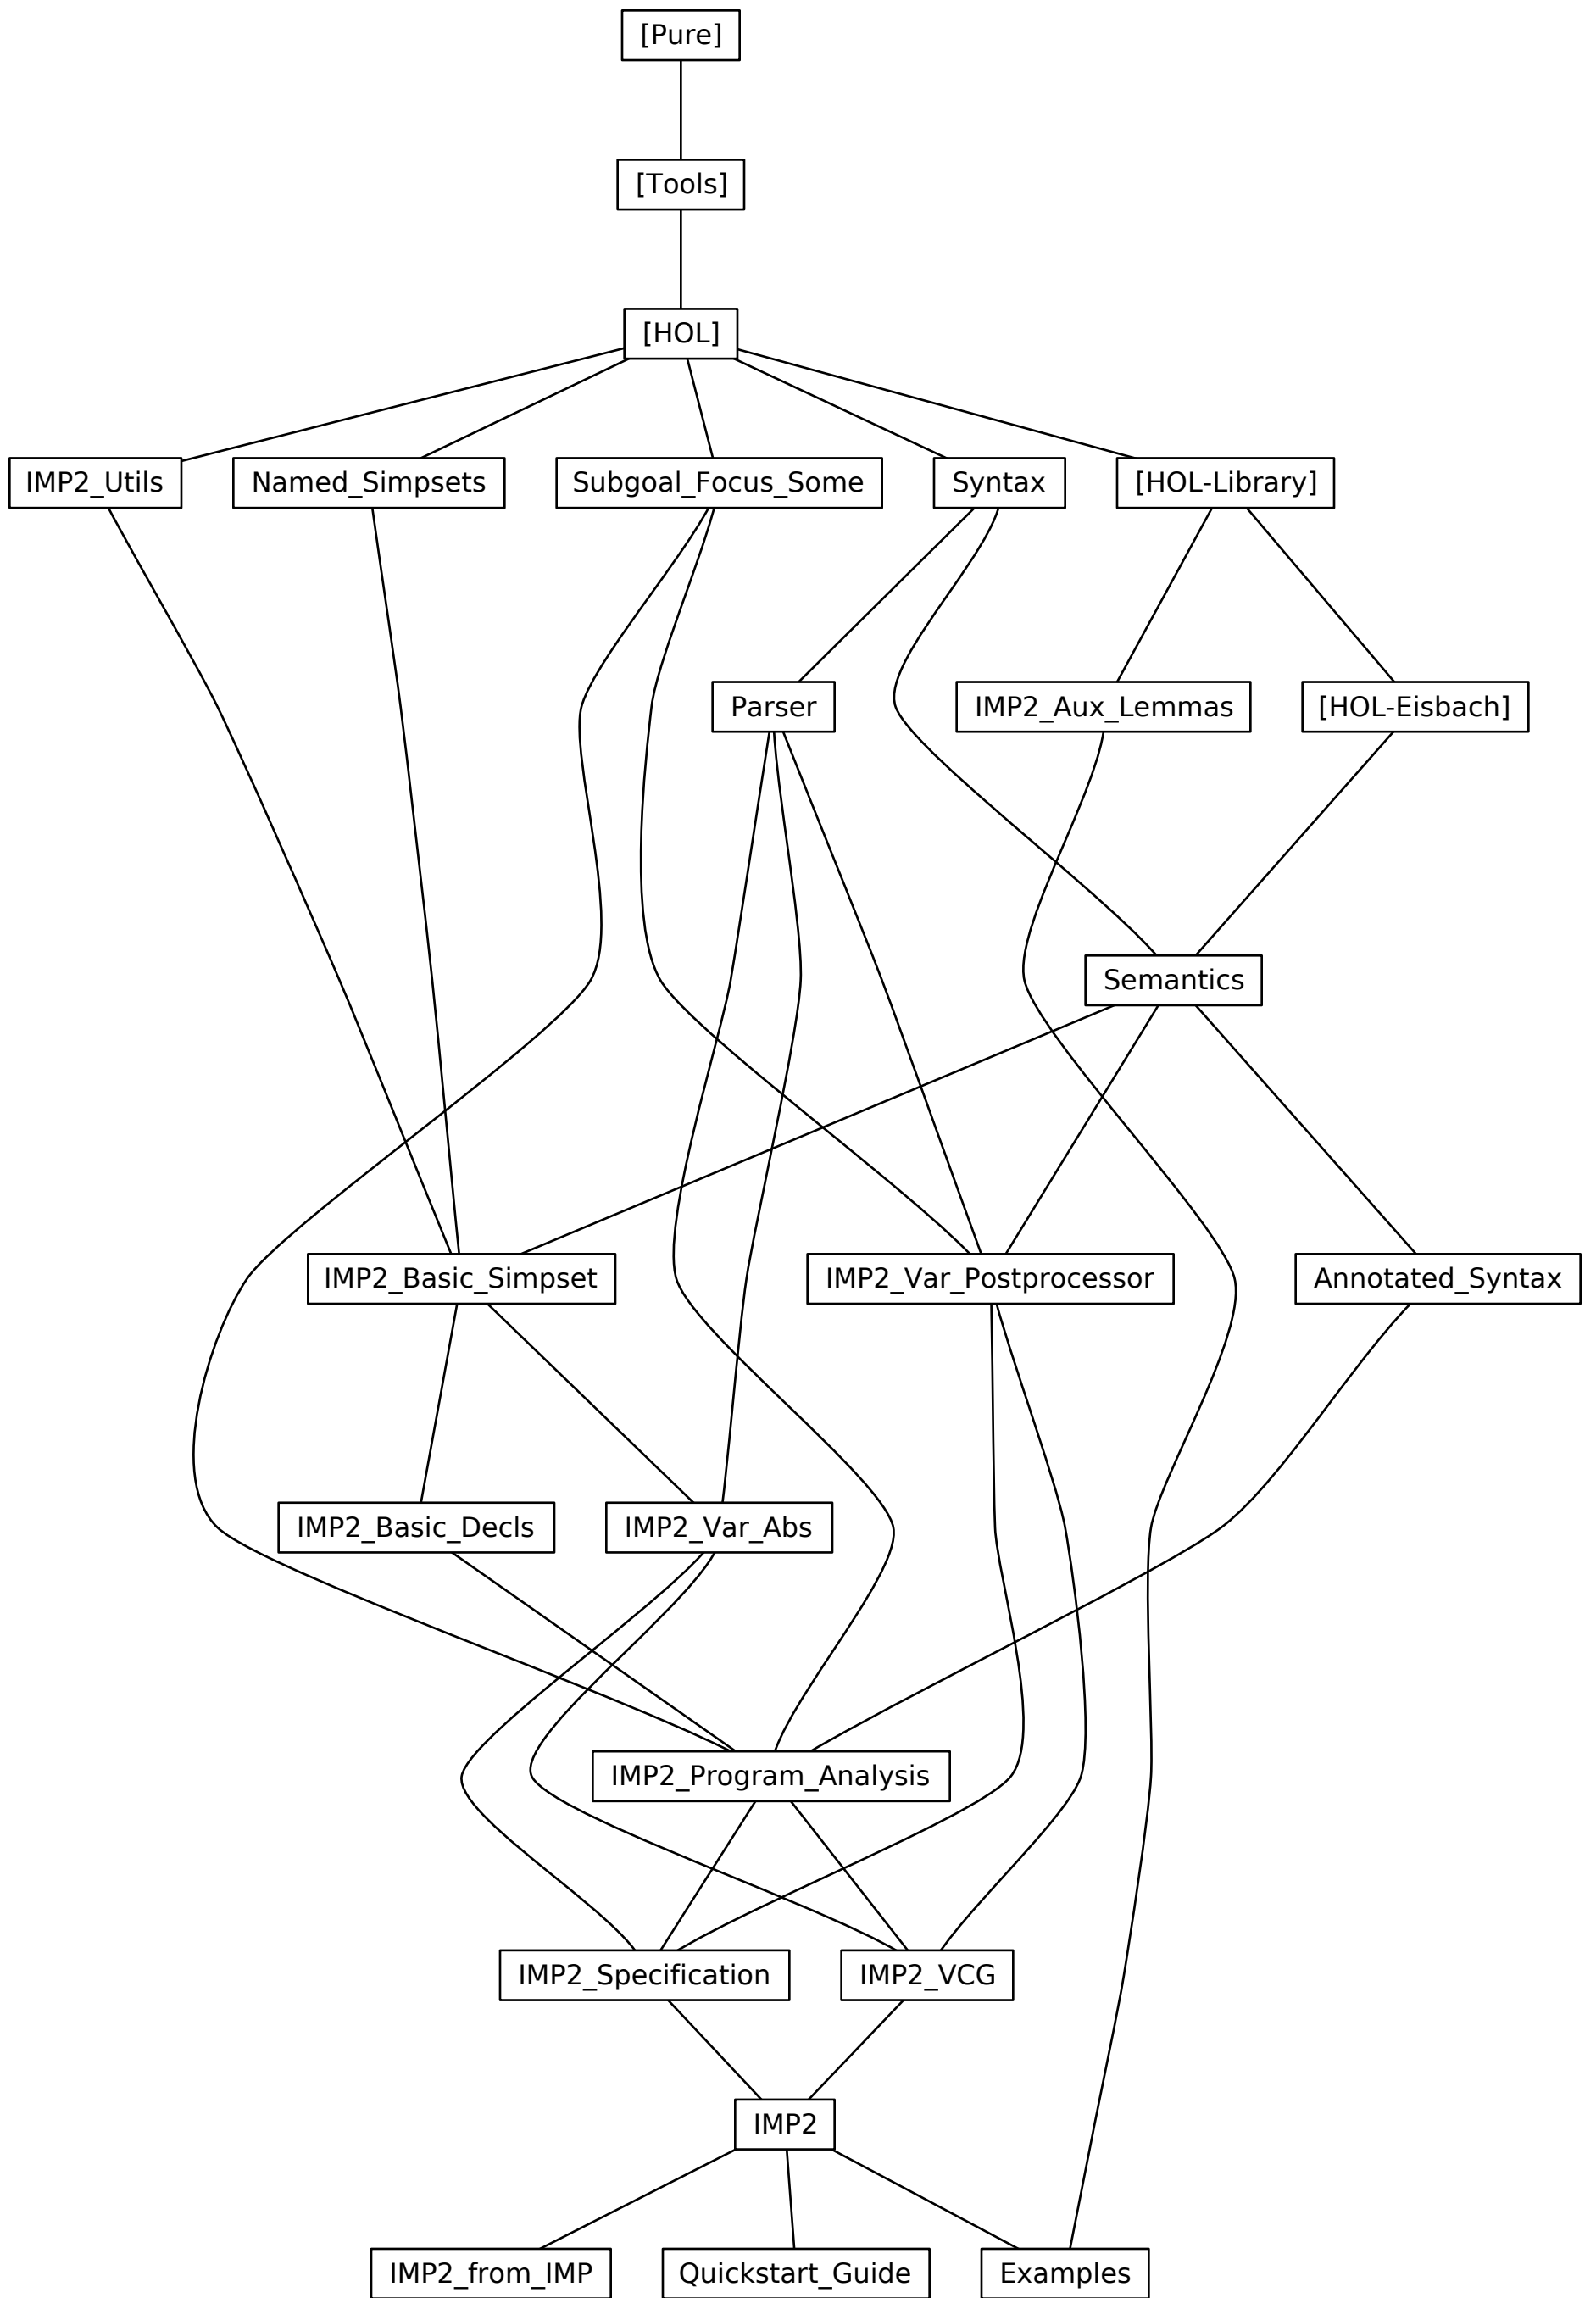 [Pure]
[Tools]
[HOL]
IMP2_Utils
Named_Simpsets
Subgoal_Focus_Some
Syntax
[HOL-Library]
Parser
IMP2_Aux_Lemmas
[HOL-Eisbach]
Semantics
IMP2_Basic_Simpset
IMP2_Var_Postprocessor
Annotated_Syntax
IMP2_Basic_Decls
IMP2_Var_Abs
IMP2_Program_Analysis
IMP2_Specification
IMP2_VCG
IMP2
IMP2_from_IMP
Quickstart_Guide
Examples